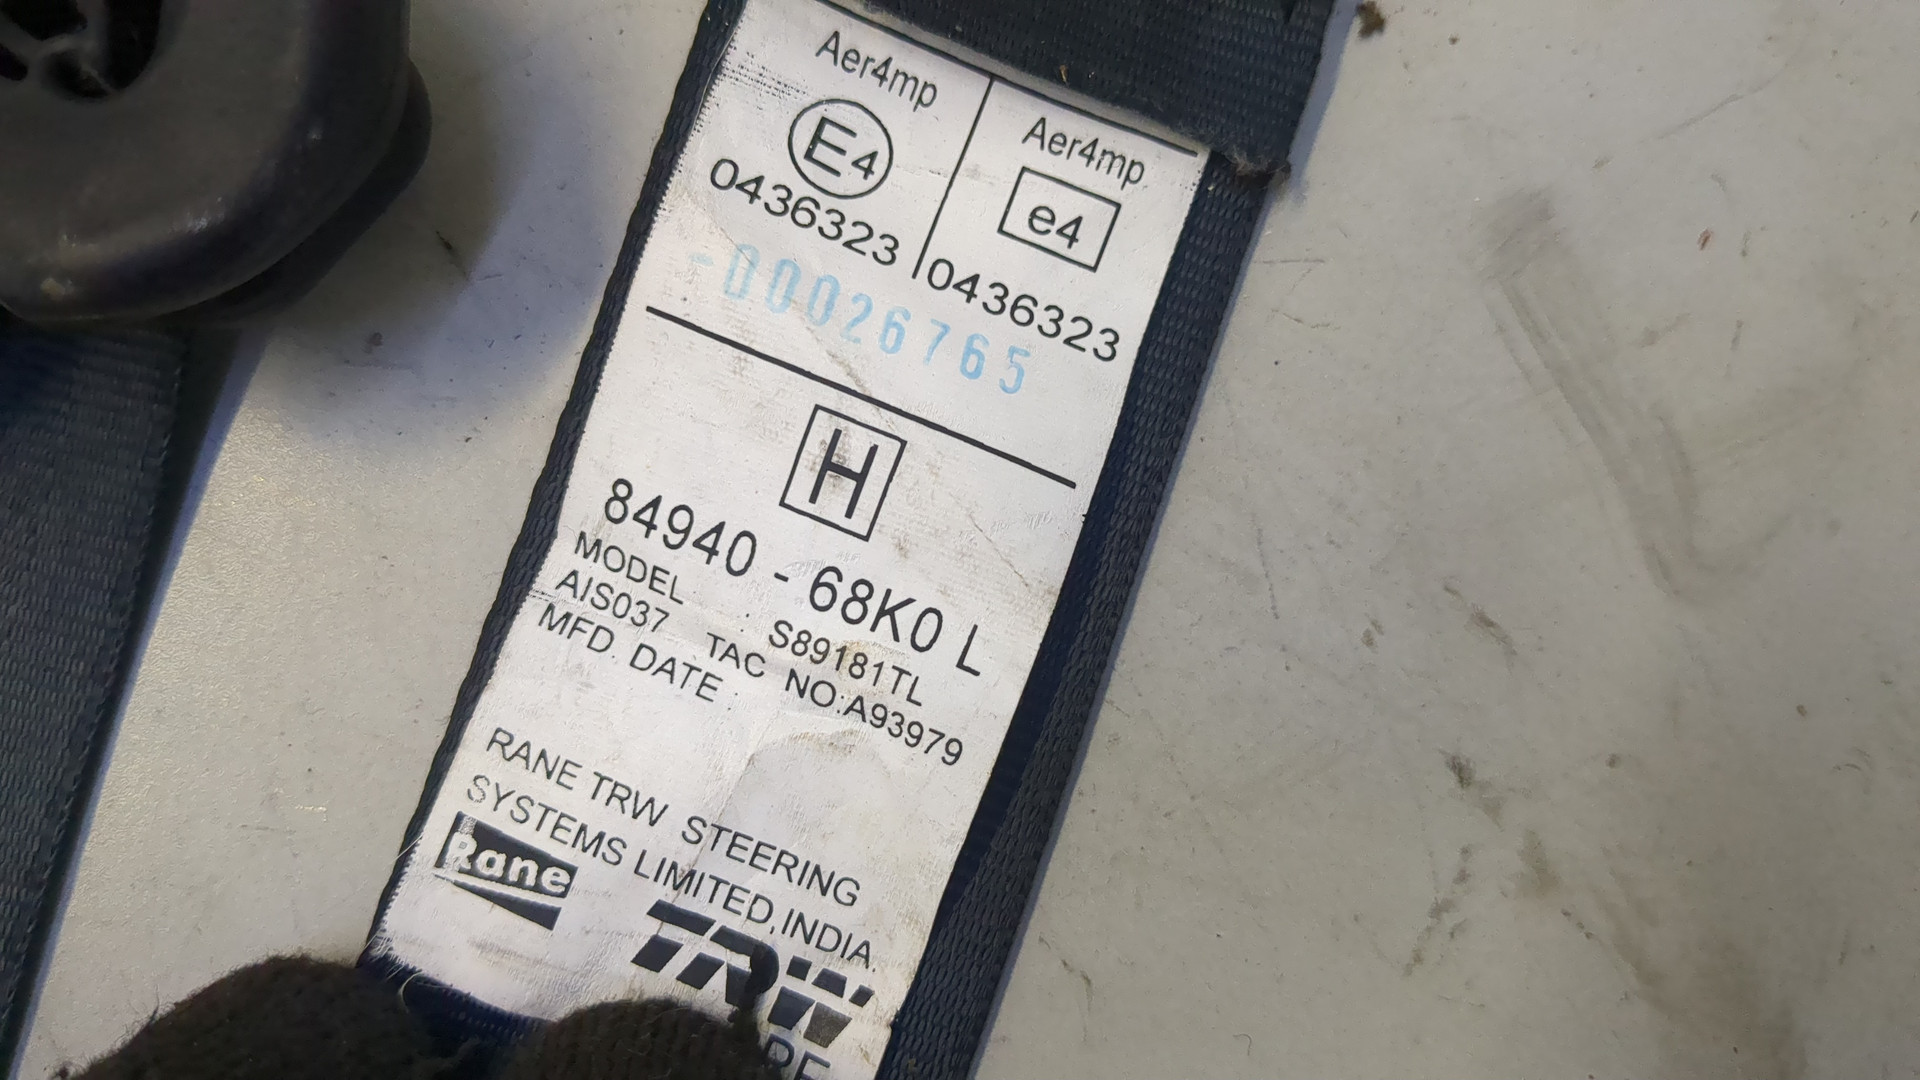 Aer4mp
E4
0436323
Aer4mp
e4
0436323
-00026765
H
84940 - 68K0 L
MODEL : S89181TL
AIS037 TAC NO:A93979
MFD. DATE :
RANE TRW STEERING
SYSTEMS LIMITED,INDIA.
Rane
TRW